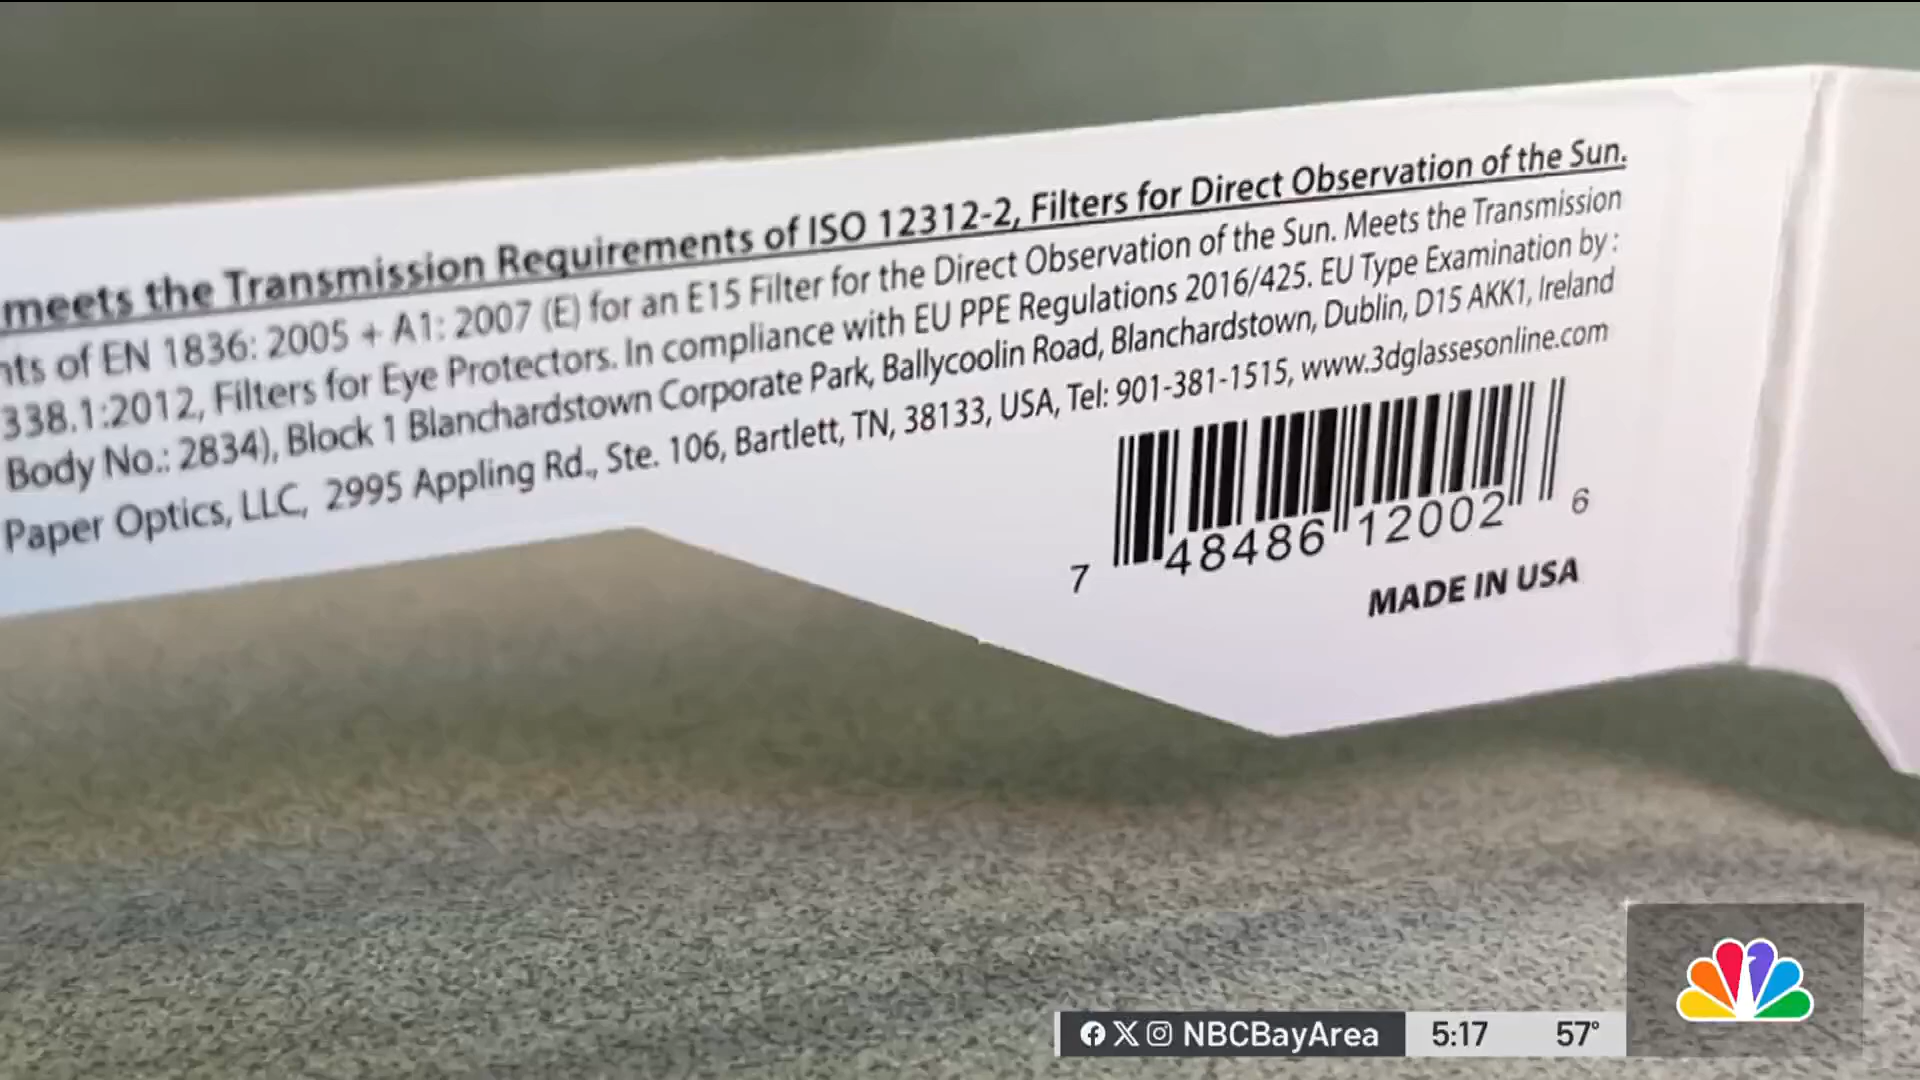 meets the Transmission Requirements of ISO 12312-2, Filters for Direct Observation of the Sun.
of EN 1836: 2005 + A1: 2007 (E) for an E15 Filter for the Direct Observation of the Sun. Meets the Transmission
338.1:2012, Filters for Eye Protectors. In compliance with EU PPE Regulations 2016/425. EU Type Examination by:
Body No.: 2834), Block 1 Blanchardstown Corporate Park, Ballycoolin Road, Blanchardstown, Dublin, D15 AKK1, Ireland
Paper Optics, LLC, 2995 Appling Rd., Ste. 106, Bartlett, TN, 38133, USA, Tel: 901-381-1515, www.3dglassesonline.com
7 48486 12002 6
MADE IN USA
NBCBayArea 5:17 57°